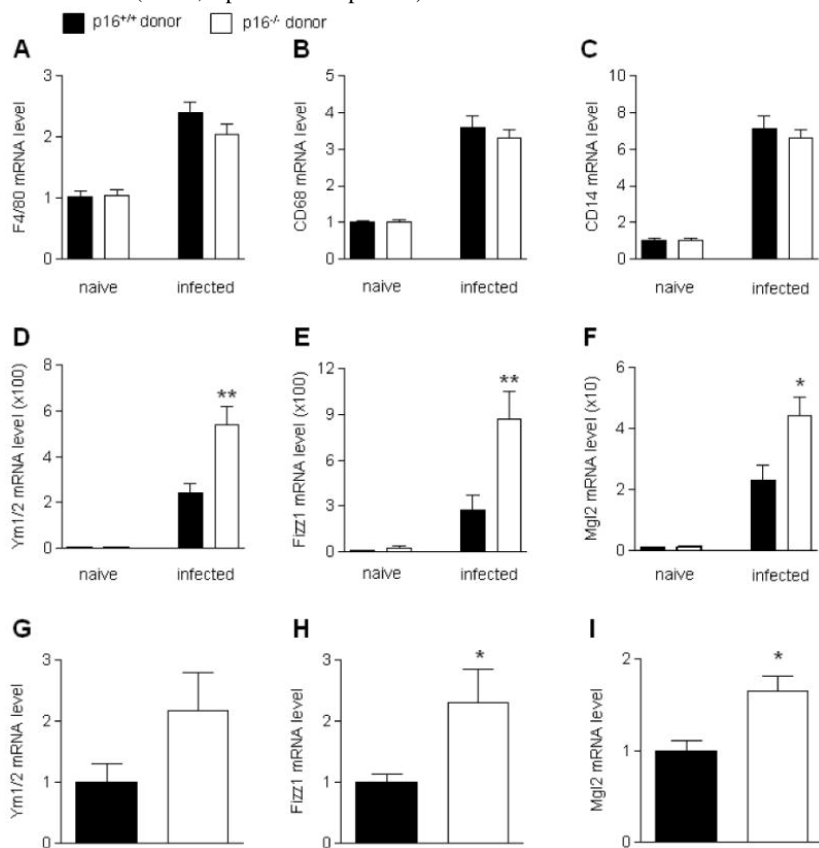 p16+/+ donor p16-/- donor
A B C
F4/80 mRNA level
3
2
1
0
naive infected
CD68 mRNA level
5
4
3
2
1
0
naive infected
CD14 mRNA level
10
8
6
4
2
0
naive infected
D E F
Ym1/2 mRNA level (x100)
8
6
4
2
0
**
naive infected
Fizz1 mRNA level (x100)
12
9
6
3
0
**
naive infected
Mgl2 mRNA level (x10)
6
4
2
0
*
naive infected
G H I
Ym1/2 mRNA level
3
2
1
0
Fizz1 mRNA level
3
2
1
0
*
Mgl2 mRNA level
2
1
0
*